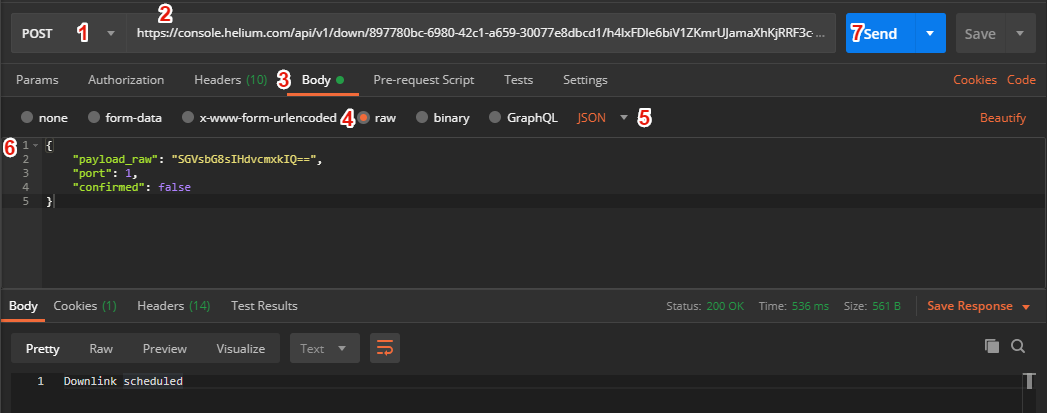 2
POST 1 https://console.helium.com/api/v1/down/897780bc-6980-42c1-a659-30077e8dbcd1/h4lxFDle6biV1ZKmrUJamaXhKjRRF3c- ... 7 Send Save
Params Authorization Headers (10) 3 Body Pre-request Script Tests Settings Cookies Code
none form-data x-www-form-urlencoded 4 raw binary GraphQL JSON 5 Beautify
6 1 {
2 "payload_raw": "SGVsbG8sIHdvcmxkIQ==",
3 "port": 1,
4 "confirmed": false
5 }
Body Cookies (1) Headers (14) Test Results Status: 200 OK Time: 536 ms Size: 561 B Save Response
Pretty Raw Preview Visualize Text
1 Downlink scheduled